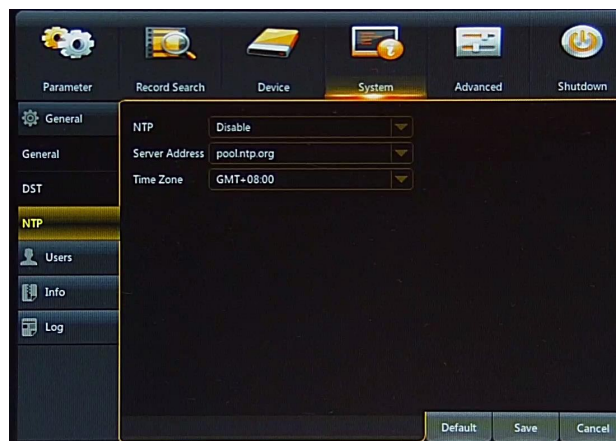 Parameter Record Search Device System Advanced Shutdown
General
General
DST
NTP
Users
Info
Log
NTP Disable
Server Address pool.ntp.org
Time Zone GMT+08:00
Default Save Cancel